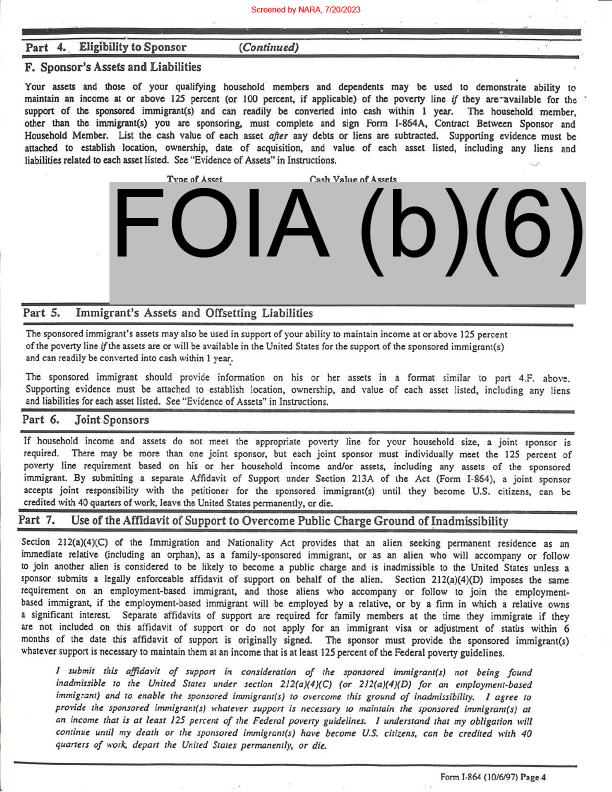 Screened by NARA, 7/20/2023
Part 4. Eligibility to Sponsor (Continued)
F. Sponsor's Assets and Liabilities
Your assets and those of your qualifying household members and dependents may be used to demonstrate ability to
maintain an income at or above 125 percent (or 100 percent, if applicable) of the poverty line if they are available for the
support of the sponsored immigrant(s) and can readily be converted into cash within 1 year. The household member,
other than the immigrant(s) you are sponsoring, must complete and sign Form I-864A, Contract Between Sponsor and
Household Member. List the cash value of each asset after any debts or liens are subtracted. Supporting evidence must be
attached to establish location, ownership, date of acquisition, and value of each asset listed, including any liens and
liabilities related to each asset listed. See "Evidence of Assets" in Instructions.
Type of Asset Cash Value of Assets
FOIA (b)(6)
Part 5. Immigrant's Assets and Offsetting Liabilities
The sponsored immigrant's assets may also be used in support of your ability to maintain income at or above 125 percent
of the poverty line if the assets are or will be available in the United States for the support of the sponsored immigrant(s)
and can readily be converted into cash within 1 year.
The sponsored immigrant should provide information on his or her assets in a format similar to part 4.F. above.
Supporting evidence must be attached to establish location, ownership, and value of each asset listed, including any liens
and liabilities for each asset listed. See "Evidence of Assets" in Instructions.
Part 6. Joint Sponsors
If household income and assets do not meet the appropriate poverty line for your household size, a joint sponsor is
required. There may be more than one joint sponsor, but each joint sponsor must individually meet the 125 percent of
poverty line requirement based on his or her household income and/or assets, including any assets of the sponsored
immigrant. By submitting a separate Affidavit of Support under Section 213A of the Act (Form I-864), a joint sponsor
accepts joint responsibility with the petitioner for the sponsored immigrant(s) until they become U.S. citizens, can be
credited with 40 quarters of work, leave the United States permanently, or die.
Part 7. Use of the Affidavit of Support to Overcome Public Charge Ground of Inadmissibility
Section 212(a)(4)(C) of the Immigration and Nationality Act provides that an alien seeking permanent residence as an
immediate relative (including an orphan), as a family-sponsored immigrant, or as an alien who will accompany or follow
to join another alien is considered to be likely to become a public charge and is inadmissible to the United States unless a
sponsor submits a legally enforceable affidavit of support on behalf of the alien. Section 212(a)(4)(D) imposes the same
requirement on an employment-based immigrant, and those aliens who accompany or follow to join the employment-
based immigrant, if the employment-based immigrant will be employed by a relative, or by a firm in which a relative owns
a significant interest. Separate affidavits of support are required for family members at the time they immigrate if they
are not included on this affidavit of support or do not apply for an immigrant visa or adjustment of status within 6
months of the date this affidavit of support is originally signed. The sponsor must provide the sponsored immigrant(s)
whatever support is necessary to maintain them at an income that is at least 125 percent of the Federal poverty guidelines.
I submit this affidavit of support in consideration of the sponsored immigrant(s) not being found
inadmissible to the United States under section 212(a)(4)(C) (or 212(a)(4)(D) for an employment-based
immigrant) and to enable the sponsored immigrant(s) to overcome this ground of inadmissibility. I agree to
provide the sponsored immigrant(s) whatever support is necessary to maintain the sponsored immigrant(s) at
an income that is at least 125 percent of the Federal poverty guidelines. I understand that my obligation will
continue until my death or the sponsored immigrant(s) have become U.S. citizens, can be credited with 40
quarters of work, depart the United States permanently, or die.
Form I-864 (10/6/97) Page 4